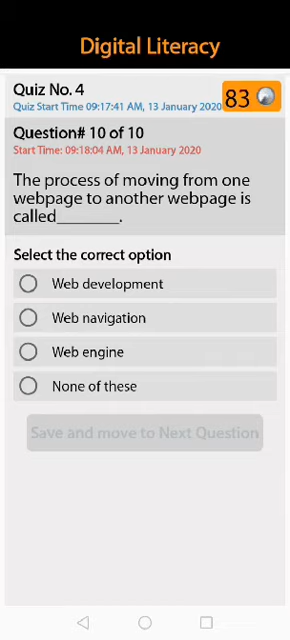 Digital Literacy
Quiz No. 4
Quiz Start Time 09:17:41 AM, 13 January 2020
83
Question# 10 of 10
Start Time: 09:18:04 AM, 13 January 2020
The process of moving from one
webpage to another webpage is
called_______.
Select the correct option
Web development
Web navigation
Web engine
None of these
Save and move to Next Question